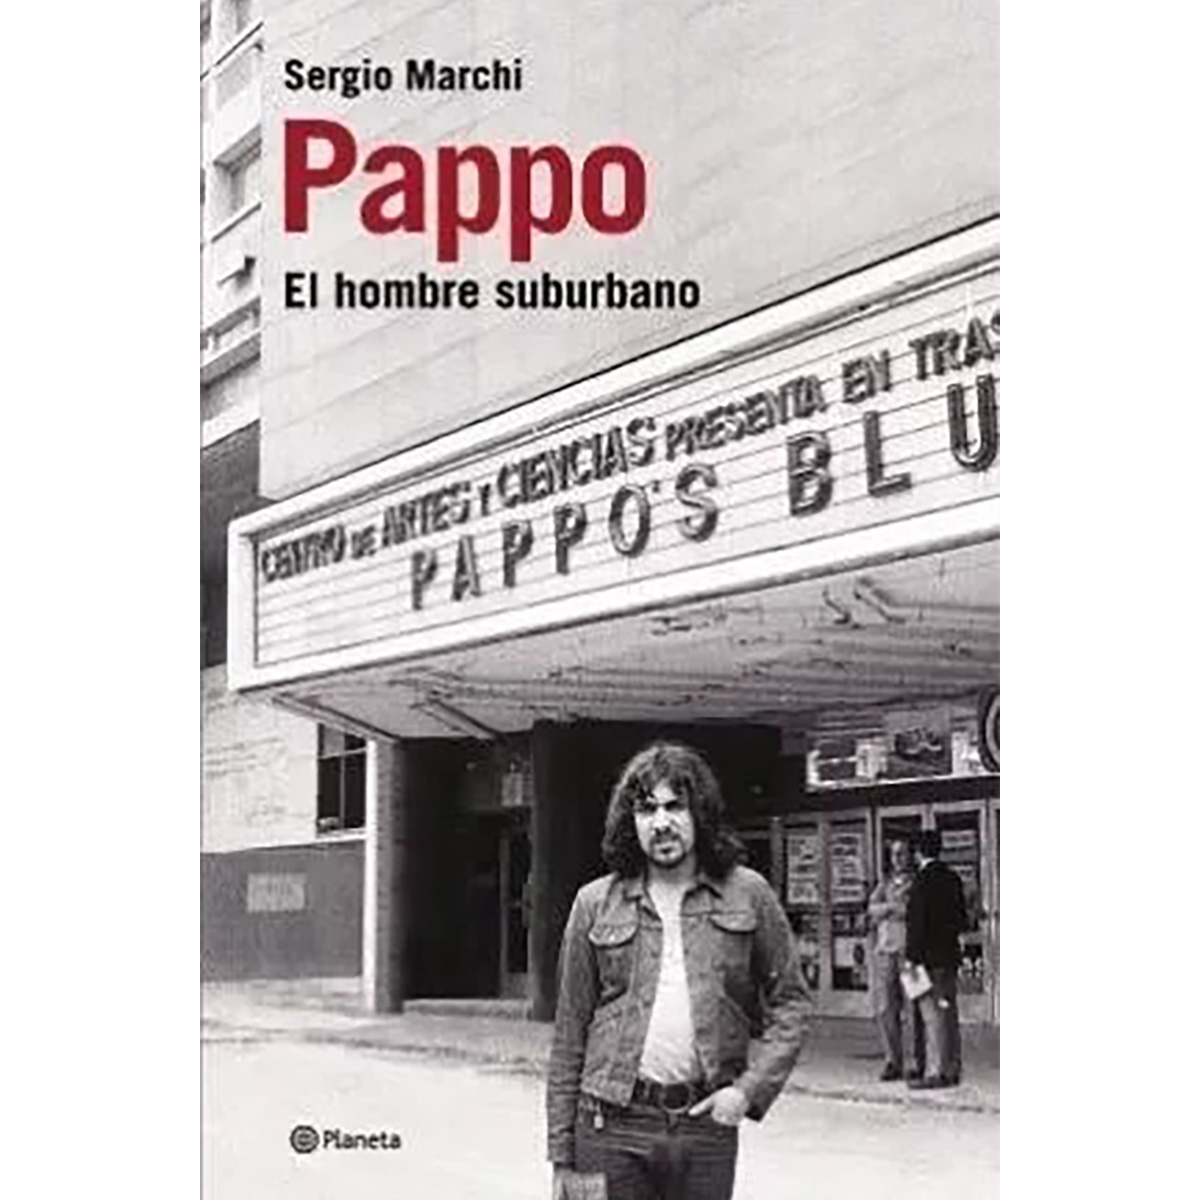 Sergio Marchi
Pappo
El hombre suburbano
CENTRO DE ARTES Y CIENCIAS PRESENTA EN TRAS
PAPPO'S BLU
Planeta